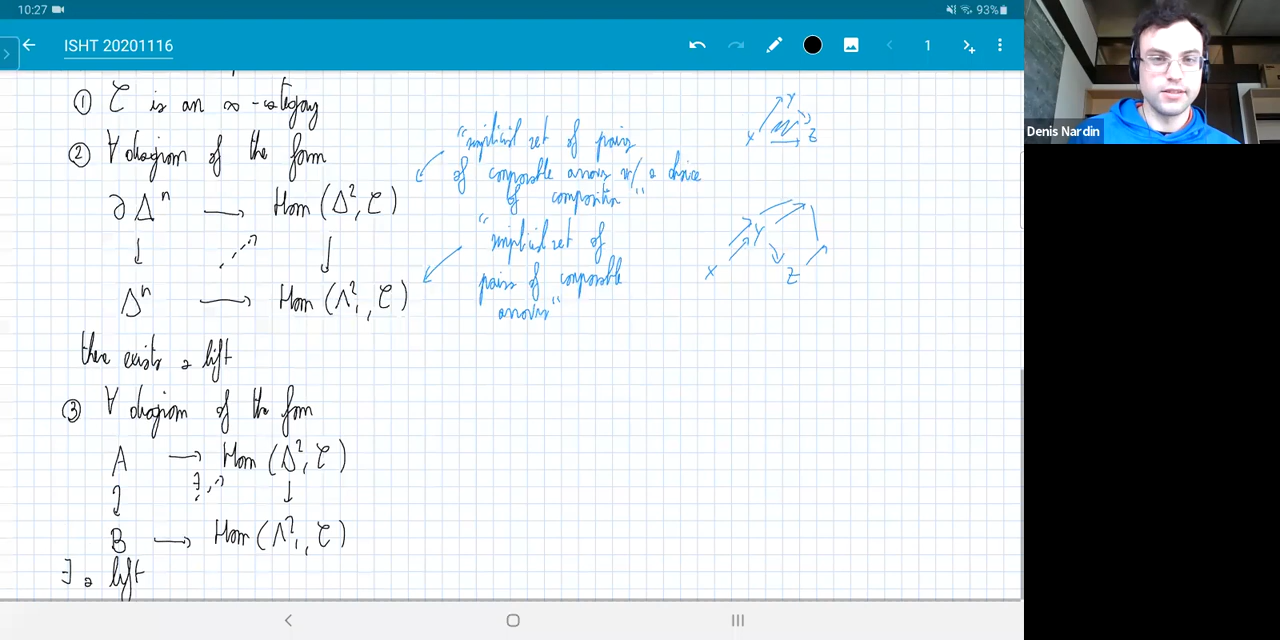 10:27
93%
ISHT 20201116
1
① C is an ∞-category
② ∀ diagram of the form
∂Δⁿ → Hom(Δ², C)
Δⁿ → Hom(Λ²₁, C)
there exists a lift
③ ∀ diagram of the form
A → Hom(Δ², C)
∃
B → Hom(Λ²₁, C)
∃ a lift
"simplicial set of pairs
of composable arrows w/ a choice
of composition"
"simplicial set of
pairs of composable
arrows"
Y
X Z
Y
X
Z
Denis Nardin